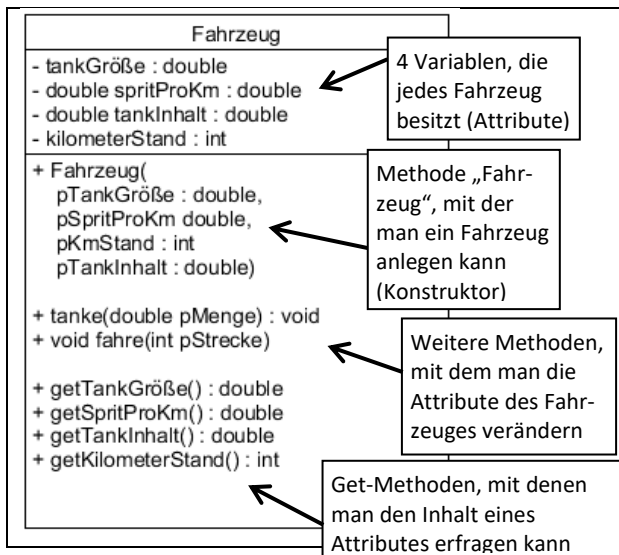 Fahrzeug
- tankGröße : double
- double spritProKm : double
- double tankInhalt : double
- kilometerStand : int
4 Variablen, die
jedes Fahrzeug
besitzt (Attribute)
+ Fahrzeug(
pTankGröße : double,
pSpritProKm double,
pKmStand : int
pTankInhalt : double)
Methode „Fahr-
zeug“, mit der
man ein Fahrzeug
anlegen kann
(Konstruktor)
+ tanke(double pMenge) : void
+ void fahre(int pStrecke)
Weitere Methoden,
mit dem man die
Attribute des Fahr-
zeuges verändern
+ getTankGröße() : double
+ getSpritProKm() : double
+ getTankInhalt() : double
+ getKilometerStand() : int
Get-Methoden, mit denen
man den Inhalt eines
Attributes erfragen kann